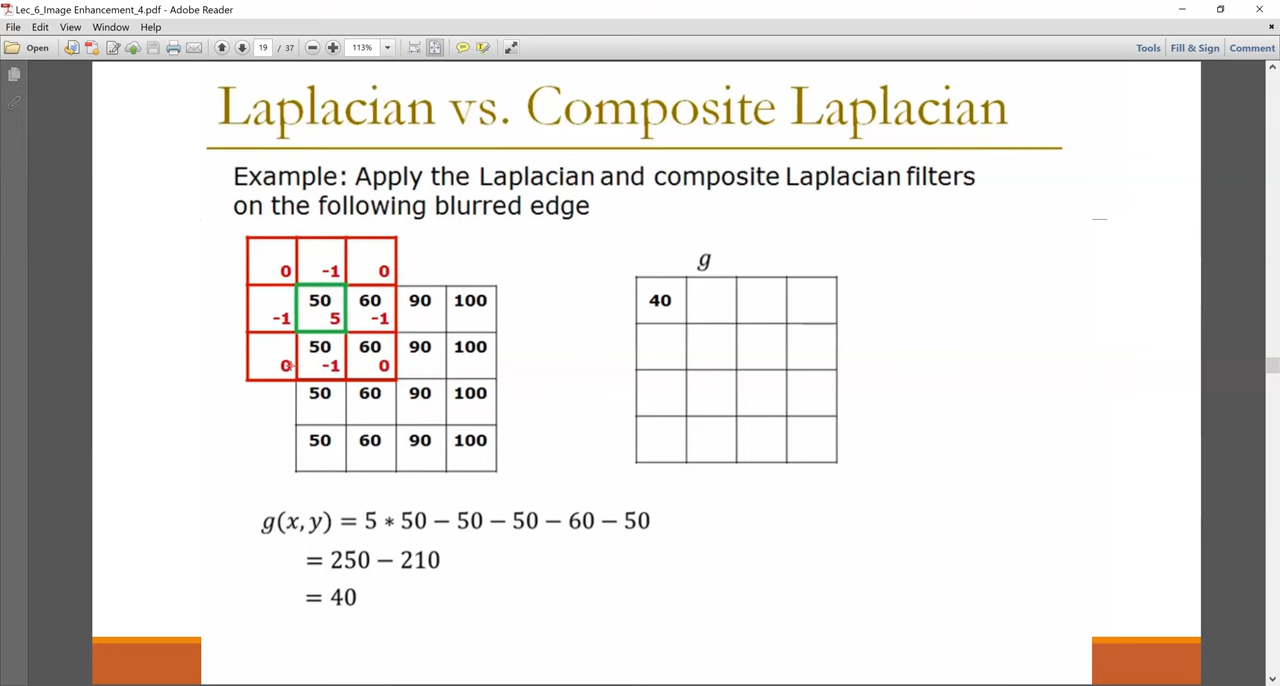 Lec_6_Image Enhancement_4.pdf - Adobe Reader
File Edit View Window Help
Open 19 / 37 113% Tools Fill & Sign Comment
Laplacian vs. Composite Laplacian
Example: Apply the Laplacian and composite Laplacian filters
on the following blurred edge
g
0 -1 0
50 60 90 100
-1 5 -1
50 60 90 100
0 -1 0
50 60 90 100
50 60 90 100
40
g(x, y) = 5 * 50 − 50 − 50 − 60 − 50
= 250 − 210
= 40